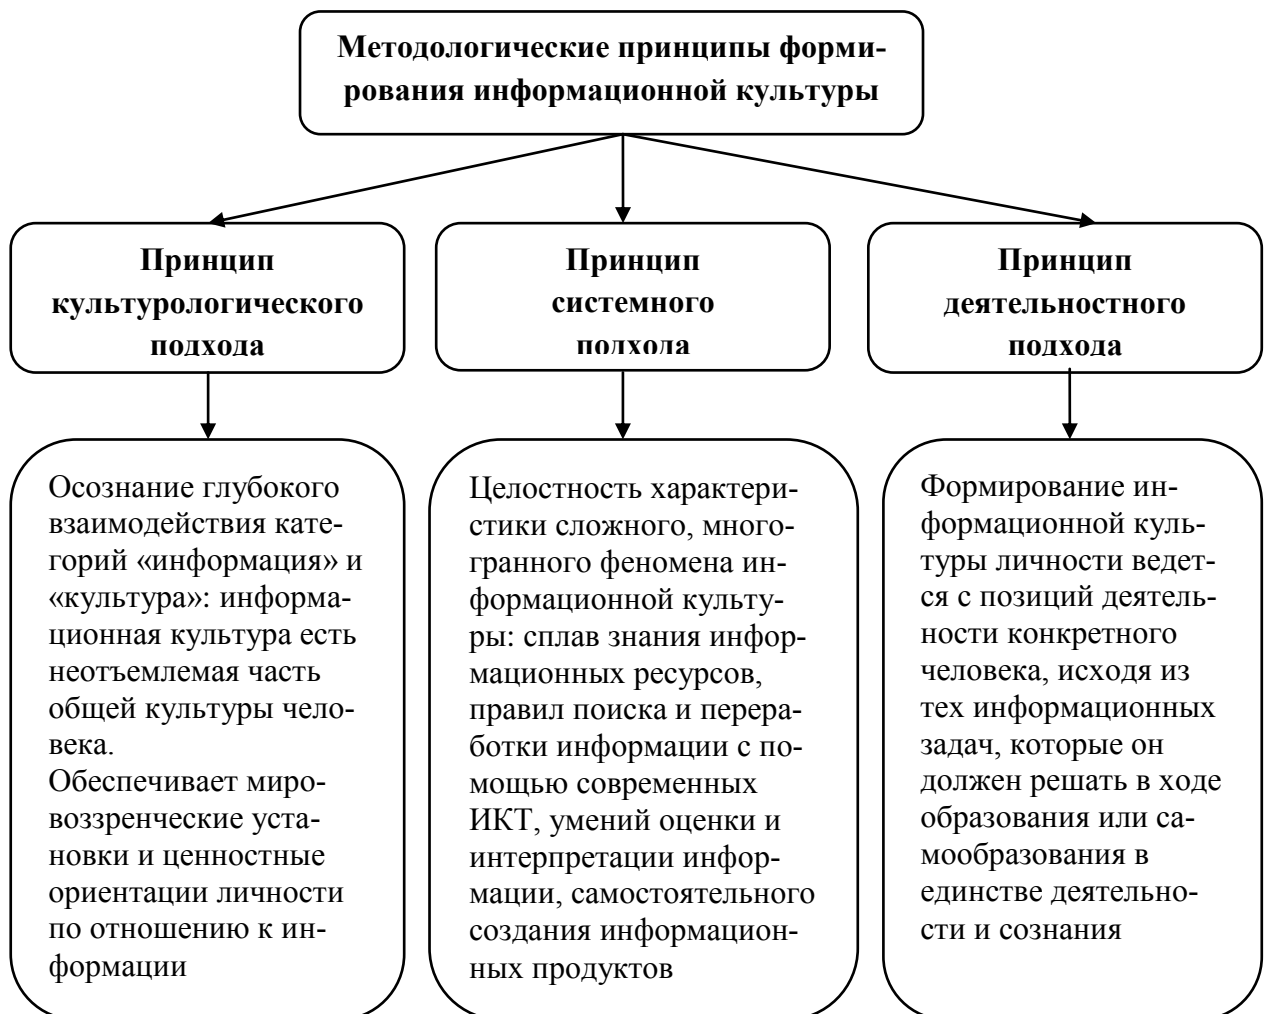 Методологические принципы форми-
рования информационной культуры
Принцип
культурологического
подхода
Принцип
системного
подхода
Принцип
деятельностного
подхода
Осознание глубокого
взаимодействия кате-
горий «информация» и
«культура»: информа-
ционная культура есть
неотъемлемая часть
общей культуры чело-
века.
Обеспечивает миро-
воззренческие уста-
новки и ценностные
ориентации личности
по отношению к ин-
формации
Целостность характери-
стики сложного, много-
гранного феномена ин-
формационной культу-
ры: сплав знания инфор-
мационных ресурсов,
правил поиска и перера-
ботки информации с по-
мощью современных
ИКТ, умений оценки и
интерпретации инфор-
мации, самостоятельного
создания информацион-
ных продуктов
Формирование ин-
формационной куль-
туры личности ведет-
ся с позиций деятель-
ности конкретного
человека, исходя из
тех информационных
задач, которые он
должен решать в ходе
образования или са-
мообразования в
единстве деятельно-
сти и сознания